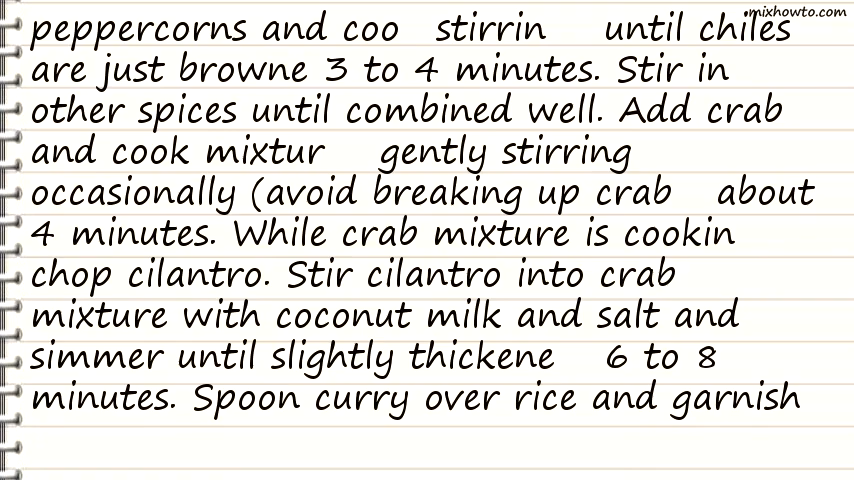 mixhowto.com
peppercorns and coo stirrin until chiles
are just browne 3 to 4 minutes. Stir in
other spices until combined well. Add crab
and cook mixtur gently stirring
occasionally (avoid breaking up crab about
4 minutes. While crab mixture is cookin
chop cilantro. Stir cilantro into crab
mixture with coconut milk and salt and
simmer until slightly thickene 6 to 8
minutes. Spoon curry over rice and garnish